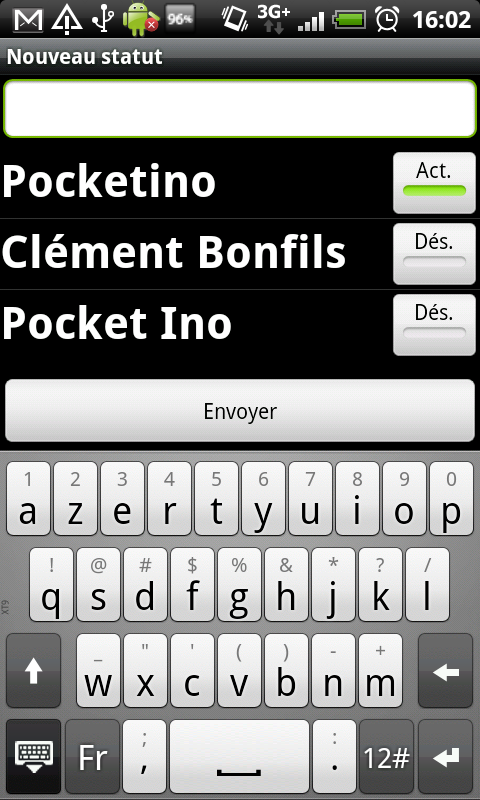 96% 3G+ 16:02
Nouveau statut
Pocketino Act.
Clément Bonfils Dés.
Pocket Ino Dés.
Envoyer
1 2 3 4 5 6 7 8 9 0
a z e r t y u i o p
! @ # $ % & * ? /
q s d f g h j k l
XT9
_ " ' ( ) - +
w x c v b n m
; :
Fr , . 12#